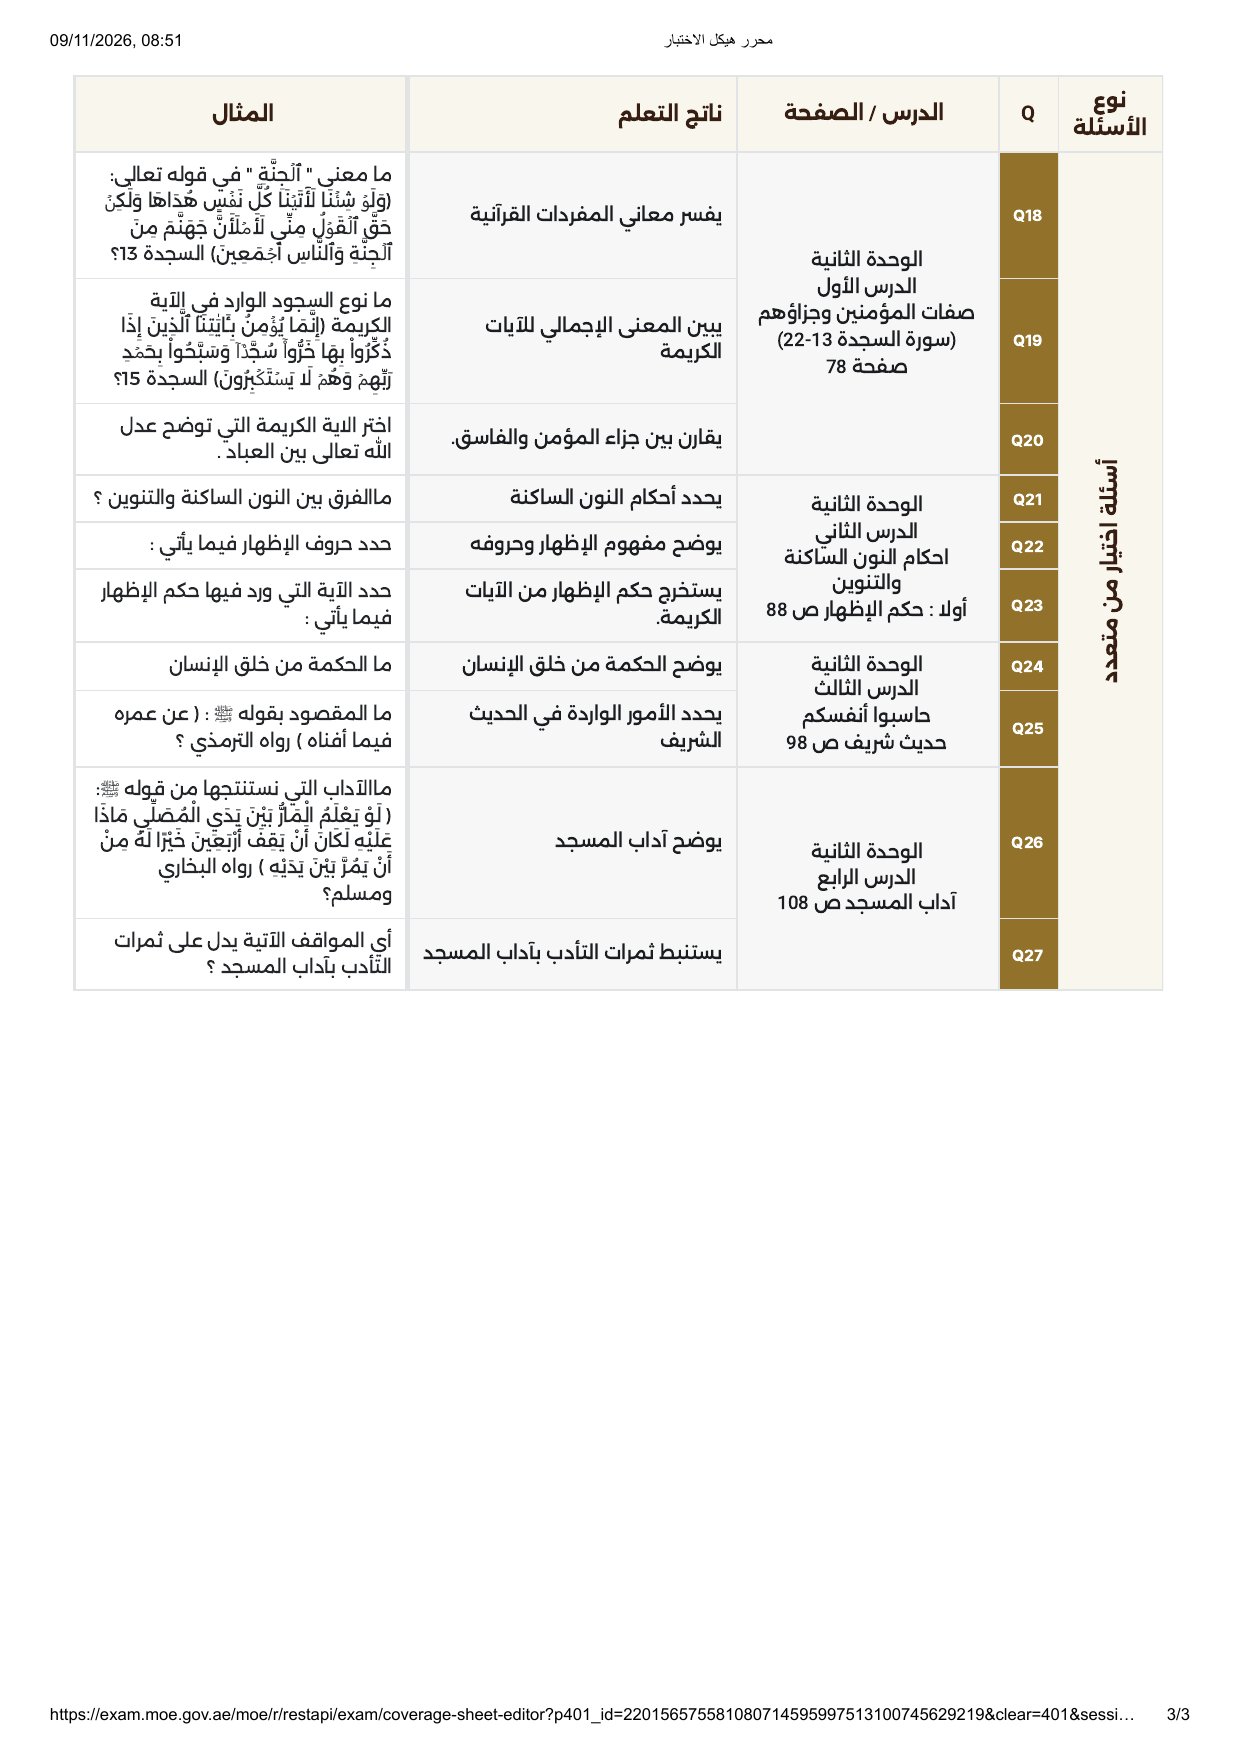 09/11/2026, 08:51
محرر هيكل الاختبار
نوع
الأسئلة
Q
الدرس / الصفحة
ناتج التعلم
المثال
أسئلة اختيار من متعدد
Q18
الوحدة الثانية
الدرس الأول
صفات المؤمنين وجزاؤهم
(سورة السجدة 13-22)
صفحة 78
يفسر معاني المفردات القرآنية
ما معنى " ٱلۡجِنَّةِ " في قوله تعالى:
(وَلَوۡ شِئۡنَا لَأٓتَيۡنَا كُلَّ نَفۡسٍ هُدَاهَا وَلَٰكِنۡ
حَقَّ ٱلۡقَوۡلُ مِنِّي لَأَمۡلَأَنَّ جَهَنَّمَ مِنَ
ٱلۡجِنَّةِ وَٱلنَّاسِ أَجۡمَعِينَ) السجدة 13؟
Q19
يبين المعنى الإجمالي للآيات
الكريمة
ما نوع السجود الوارد في الآية
الكريمة (إِنَّمَا يُؤۡمِنُ بِـَٔايَٰتِنَا ٱلَّذِينَ إِذَا
ذُكِّرُواْ بِهَا خَرُّواْۤ سُجَّدٗاۤ وَسَبَّحُواْ بِحَمۡدِ
رَبِّهِمۡ وَهُمۡ لَا يَسۡتَكۡبِرُونَ) السجدة 15؟
Q20
يقارن بين جزاء المؤمن والفاسق.
اختر الاية الكريمة التي توضح عدل
الله تعالى بين العباد .
Q21
الوحدة الثانية
الدرس الثاني
احكام النون الساكنة
والتنوين
أولا : حكم الإظهار ص 88
يحدد أحكام النون الساكنة
ماالفرق بين النون الساكنة والتنوين ؟
Q22
يوضح مفهوم الإظهار وحروفه
حدد حروف الإظهار فيما يأتي :
Q23
يستخرج حكم الإظهار من الآيات
الكريمة.
حدد الآية التي ورد فيها حكم الإظهار
فيما يأتي :
Q24
الوحدة الثانية
الدرس الثالث
حاسبوا أنفسكم
حديث شريف ص 98
يوضح الحكمة من خلق الإنسان
ما الحكمة من خلق الإنسان
Q25
يحدد الأمور الواردة في الحديث
الشريف
ما المقصود بقوله ﷺ : ( عن عمره
فيما أفناه ) رواه الترمذي ؟
Q26
الوحدة الثانية
الدرس الرابع
آداب المسجد ص 108
يوضح آداب المسجد
ماالآداب التي نستنتجها من قوله ﷺ:
( لَوْ يَعْلَمُ الْمَارُّ بَيْنَ يَدَيِ الْمُصَلِّي مَاذَا
عَلَيْهِ لَكَانَ أَنْ يَقِفَ أَرْبَعِينَ خَيْرًا لَهُ مِنْ
أَنْ يَمُرَّ بَيْنَ يَدَيْهِ ) رواه البخاري
ومسلم؟
Q27
يستنبط ثمرات التأدب بآداب المسجد
أي المواقف الآتية يدل على ثمرات
التأدب بآداب المسجد ؟
https://exam.moe.gov.ae/moe/r/restapi/exam/coverage-sheet-editor?p401_id=220156575581080714595997513100745629219&clear=401&sessi…
3/3